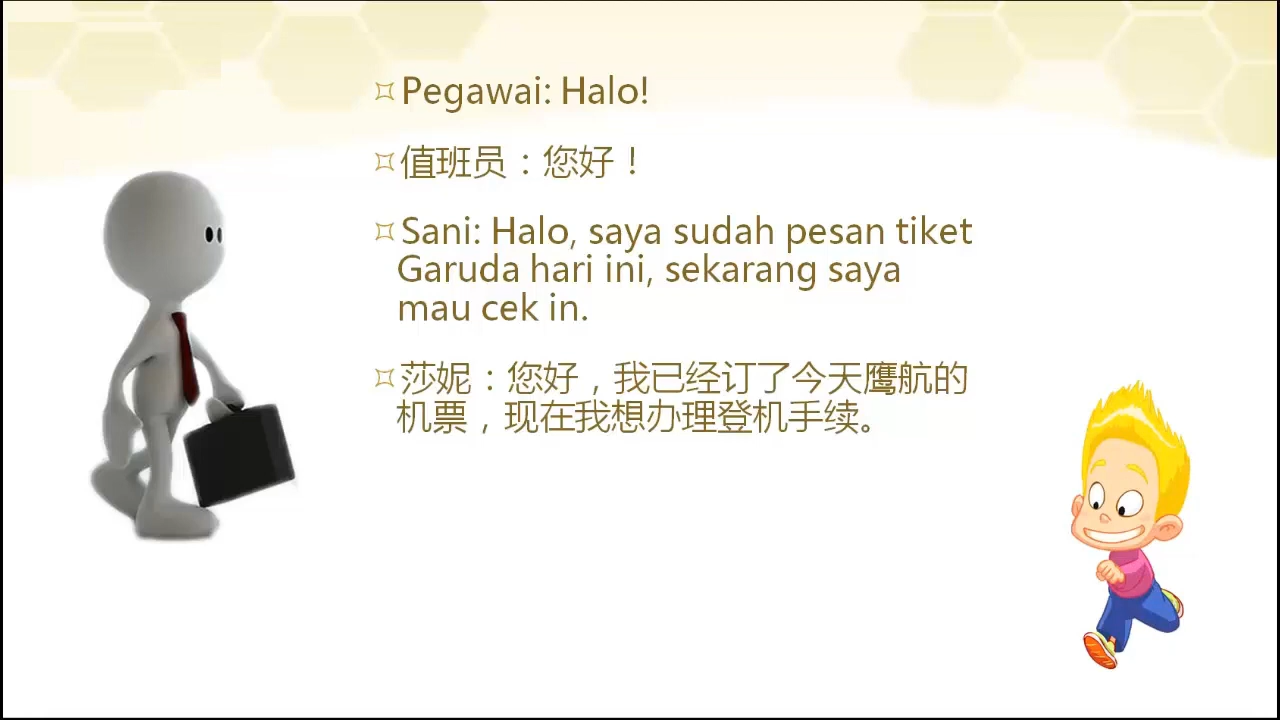 Pegawai: Halo!
值班员：您好！
Sani: Halo, saya sudah pesan tiket
Garuda hari ini, sekarang saya
mau cek in.
莎妮：您好，我已经订了今天鹰航的
机票，现在我想办理登机手续。